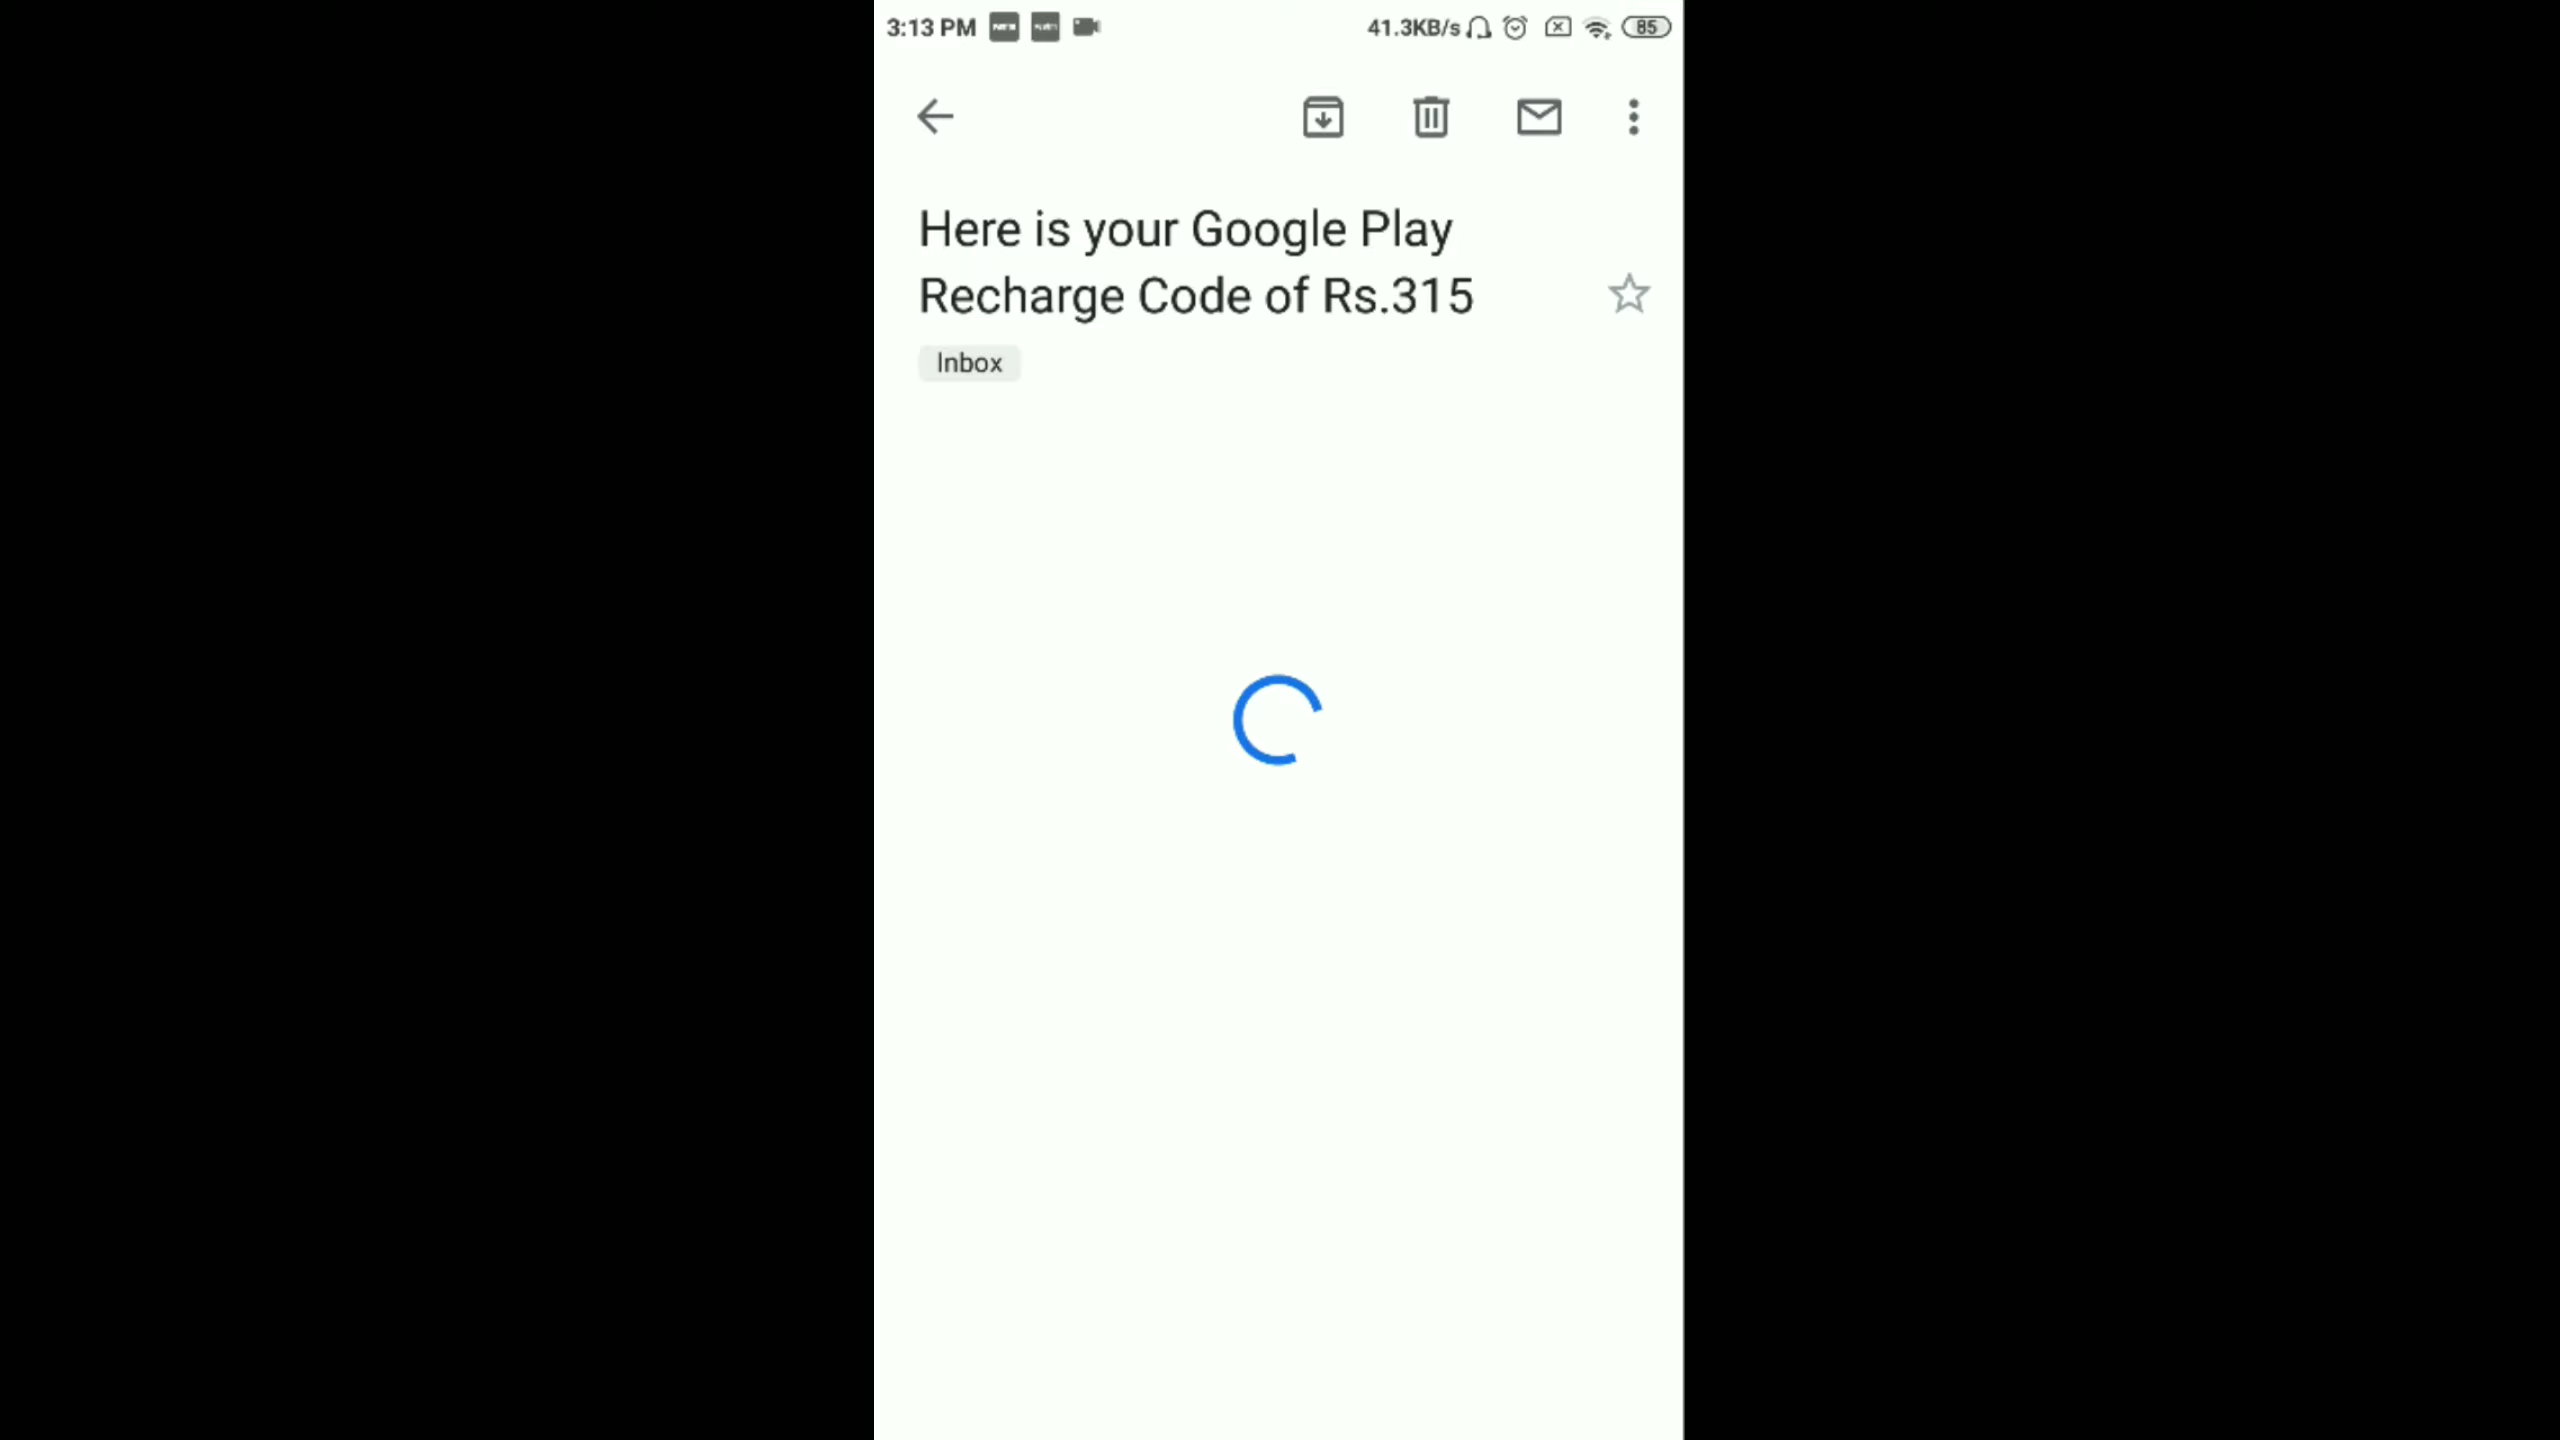 3:13 PM
41.3KB/s
85
Here is your Google Play
Recharge Code of Rs.315
Inbox